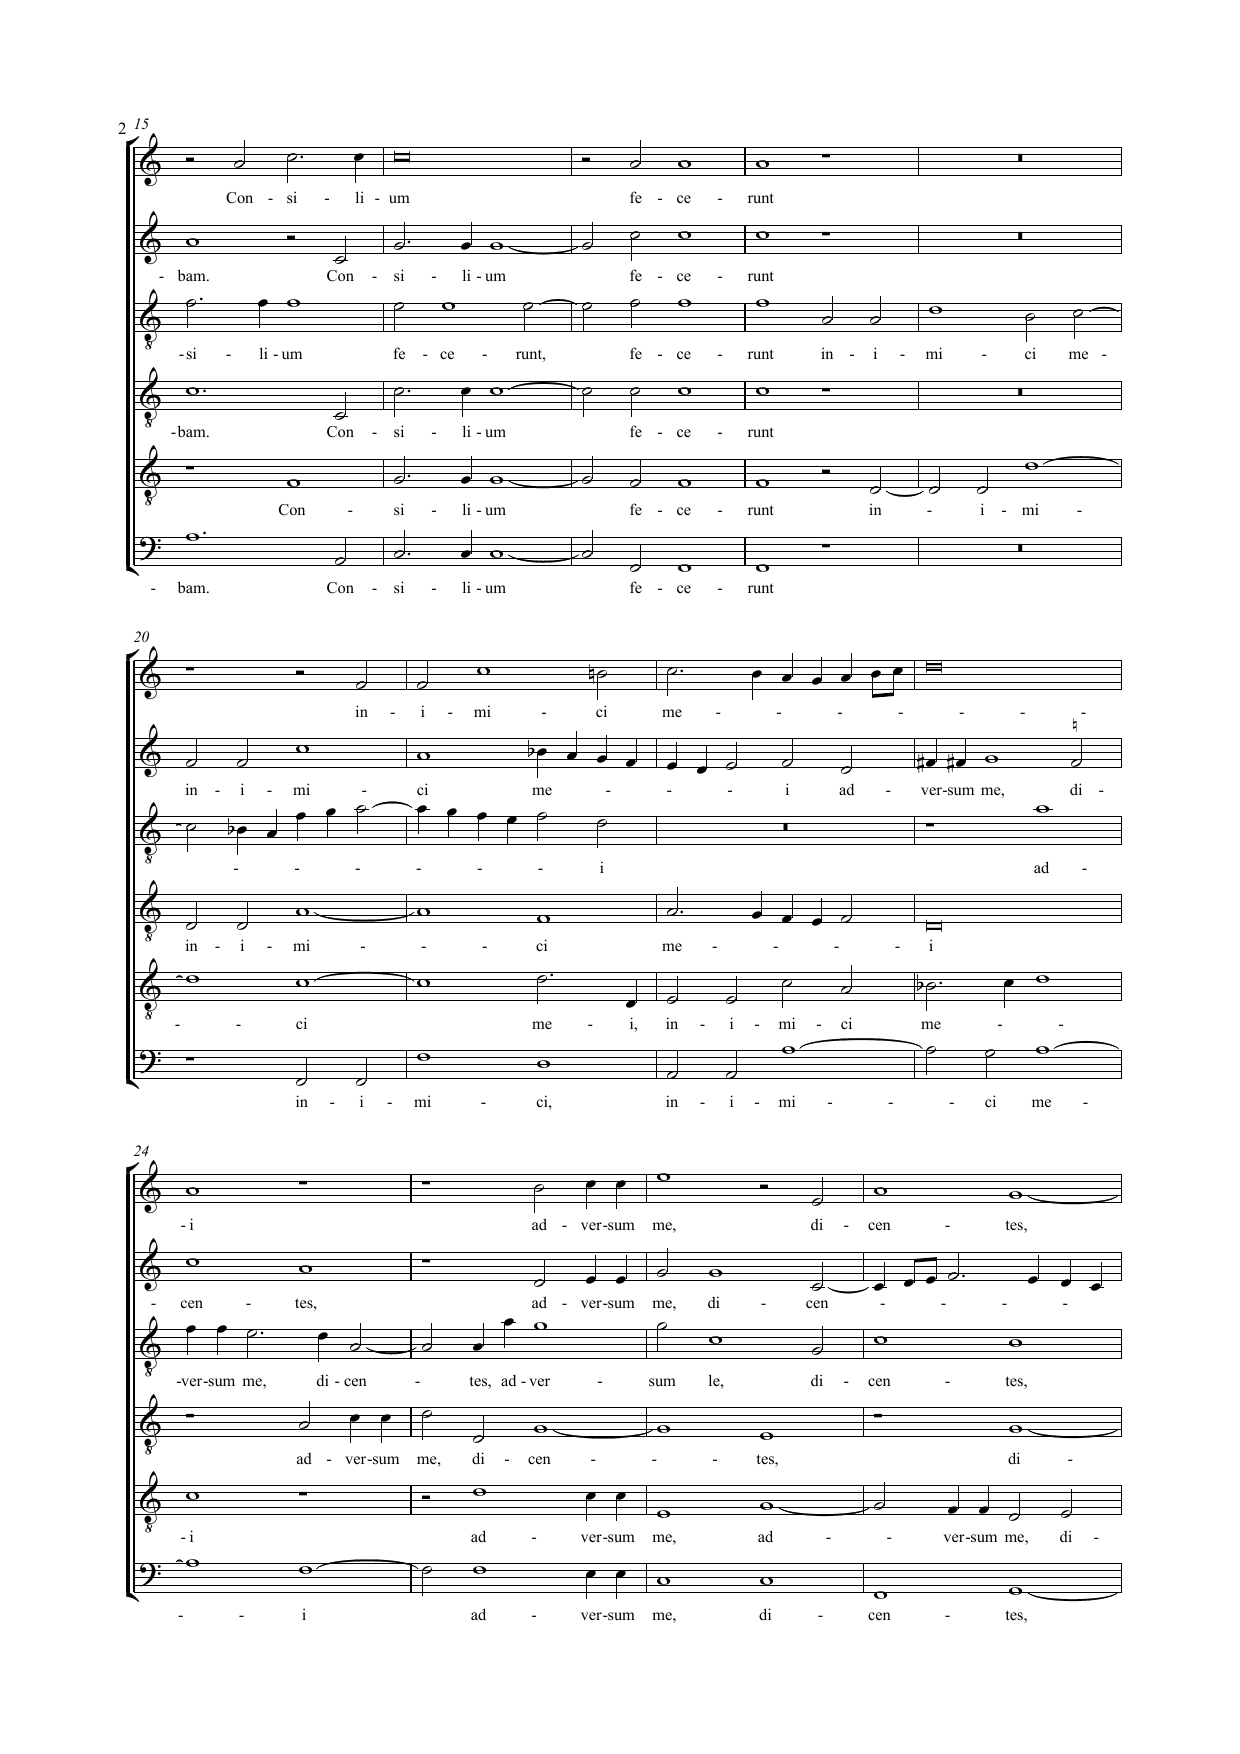 2 15
Con - si - li - um fe - ce - runt
- bam. Con - si - li - um fe - ce - runt
-si - li - um fe - ce - runt, fe - ce - runt in - i - mi - ci me -
-bam. Con - si - li - um fe - ce - runt
Con - si - li - um fe - ce - runt in - i - mi -
- bam. Con - si - li - um fe - ce - runt
20
in - i - mi - ci me - - - - - - -
in - i - mi - ci me - - - i ad - ver-sum me, di -
- - - - - - i ad -
in - i - mi - - - ci me - - - - i
- - ci me - i, in - i - mi - ci me - -
in - i - mi - ci, in - i - mi - - - ci me -
24
- i ad - ver-sum me, di - cen - tes,
- cen - tes, ad - ver-sum me, di - cen - - - - -
-ver-sum me, di - cen - tes, ad - ver - sum le, di - cen - tes,
ad - ver-sum me, di - cen - - - tes, di -
- i ad - ver-sum me, ad - - ver-sum me, di -
- - i ad - ver-sum me, di - cen - tes,